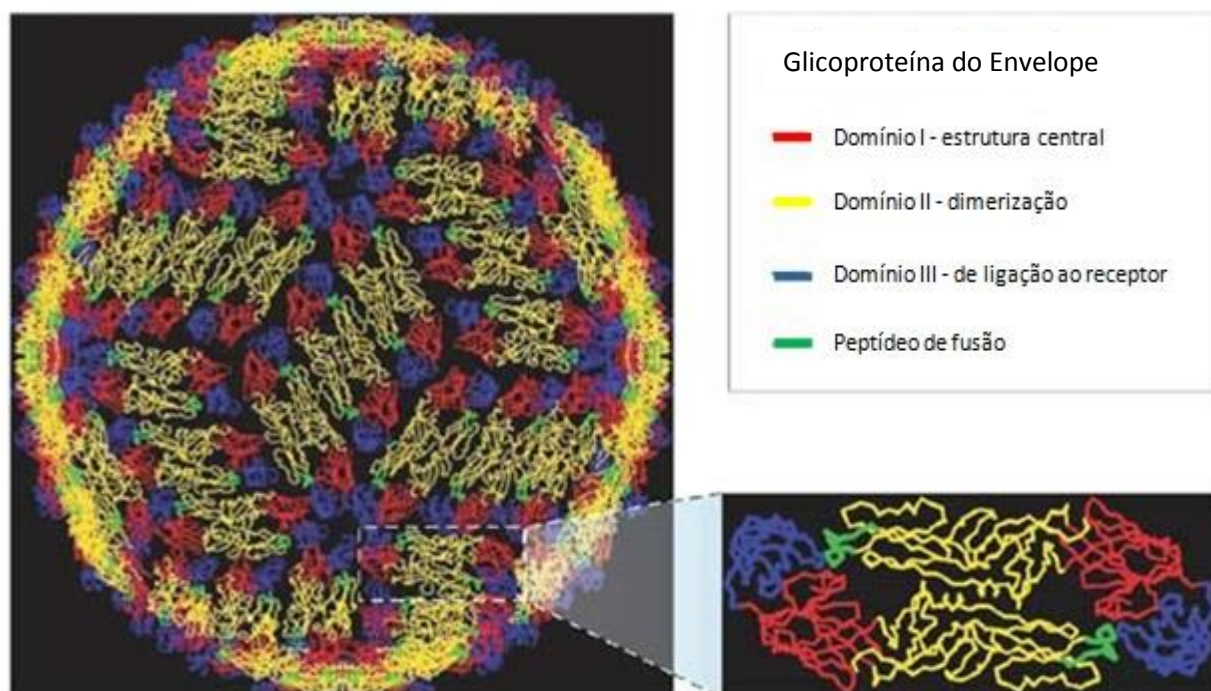 Glicoproteína do Envelope
Domínio I - estrutura central
Domínio II - dimerização
Domínio III - de ligação ao receptor
Peptídeo de fusão